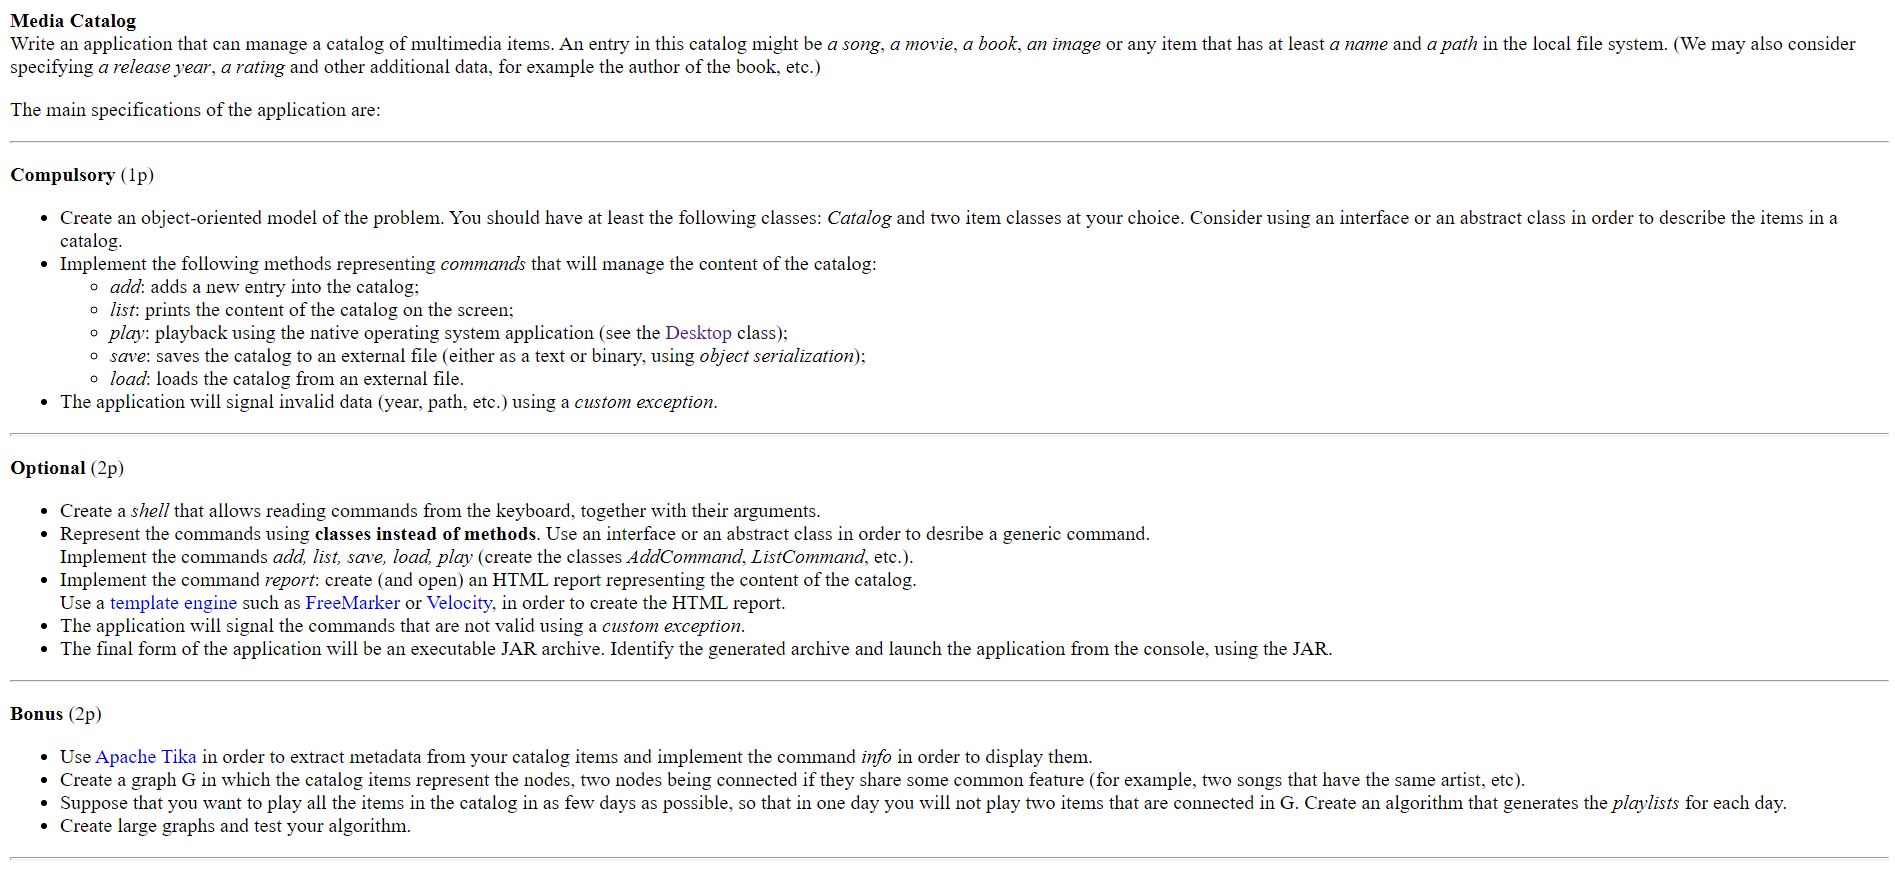 Media Catalog
Write an application that can manage a catalog of multimedia items. An entry in this catalog might be a song, a movie, a book, an image or any item that has at least a name and a path in the local file system. (We may also consider
specifying a release year, a rating and other additional data, for example the author of the book, etc.)
The main specifications of the application are:
Compulsory (1p)
• Create an object-oriented model of the problem. You should have at least the following classes: Catalog and two item classes at your choice. Consider using an interface or an abstract class in order to describe the items in a
catalog.
• Implement the following methods representing commands that will manage the content of the catalog:
◦ add: adds a new entry into the catalog;
◦ list: prints the content of the catalog on the screen;
◦ play: playback using the native operating system application (see the Desktop class);
◦ save: saves the catalog to an external file (either as a text or binary, using object serialization);
◦ load: loads the catalog from an external file.
• The application will signal invalid data (year, path, etc.) using a custom exception.
Optional (2p)
• Create a shell that allows reading commands from the keyboard, together with their arguments.
• Represent the commands using classes instead of methods. Use an interface or an abstract class in order to desribe a generic command.
Implement the commands add, list, save, load, play (create the classes AddCommand, ListCommand, etc.).
• Implement the command report: create (and open) an HTML report representing the content of the catalog.
Use a template engine such as FreeMarker or Velocity, in order to create the HTML report.
• The application will signal the commands that are not valid using a custom exception.
• The final form of the application will be an executable JAR archive. Identify the generated archive and launch the application from the console, using the JAR.
Bonus (2p)
• Use Apache Tika in order to extract metadata from your catalog items and implement the command info in order to display them.
• Create a graph G in which the catalog items represent the nodes, two nodes being connected if they share some common feature (for example, two songs that have the same artist, etc).
• Suppose that you want to play all the items in the catalog in as few days as possible, so that in one day you will not play two items that are connected in G. Create an algorithm that generates the playlists for each day.
• Create large graphs and test your algorithm.